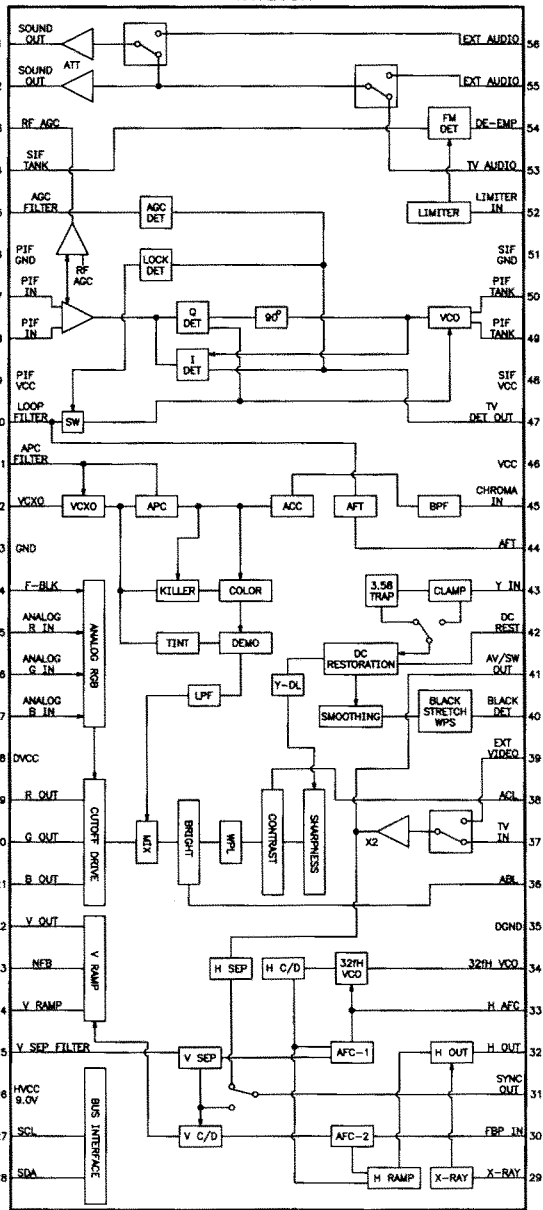 SOUND OUT
ATT
SOUND OUT
RF AGC
SIF TANK
AGC FILTER
PIF GND
PIF IN
PIF IN
PIF VCC
LOOP FILTER
APC FILTER
VCXO
GND
F-BLK
ANALOG R IN
ANALOG G IN
ANALOG B IN
DVCC
R OUT
G OUT
B OUT
V OUT
NFB
V RAMP
V SEP FILTER
HVCC 9.0V
SCL
SDA
EXT AUDIO 56
EXT AUDIO 55
DE-EMP 54
TV AUDIO 53
LIMITER IN 52
SIF GND 51
PIF TANK 50
PIF TANK 49
SIF VCC 48
TV DET OUT 47
VCC 46
CHROMA IN 45
AFT 44
Y IN 43
DC REST 42
AV/SW OUT 41
BLACK DET 40
EXT VIDEO 39
ACL 38
TV IN 37
ABL 36
DGND 35
32fH VCO 34
H AFC 33
H OUT 32
SYNC OUT 31
FBP IN 30
X-RAY 29
FM DET
LIMITER
AGC DET
LOCK DET
RF AGC
Q DET
90°
VCO
I DET
SW
VCXO
APC
ACC
AFT
BPF
KILLER
COLOR
3.58 TRAP
CLAMP
TINT
DEMO
DC RESTORATION
LPF
Y-DL
SMOOTHING
BLACK STRETCH WPS
ANALOG RGB
CUTOFF DRIVE
MIX
BRIGHT
WPL
CONTRAST
SHARPNESS
X2
V RAMP
H SEP
H C/D
32fH VCO
V SEP
AFC-1
H OUT
V C/D
AFC-2
BUS INTERFACE
H RAMP
X-RAY